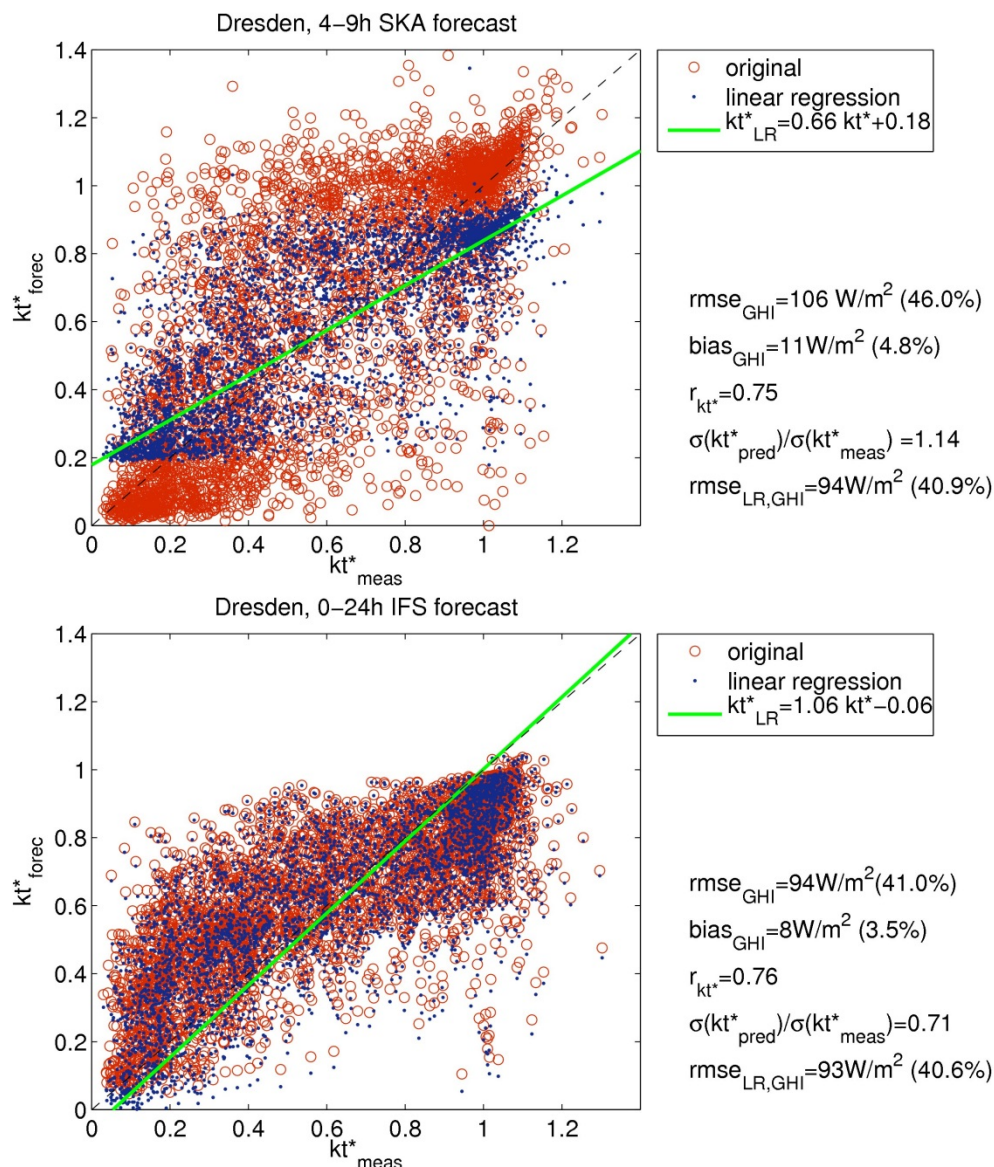 Dresden, 4−9h SKA forecast
1.4
1.2
1
0.8
0.6
0.4
0.2
0
kt*forec
0 0.2 0.4 0.6 0.8 1 1.2
kt*meas
original
linear regression
kt*LR=0.66 kt*+0.18
rmseGHI=106 W/m2 (46.0%)
biasGHI=11W/m2 (4.8%)
rkt*=0.75
σ(kt*pred)/σ(kt*meas) =1.14
rmseLR,GHI=94W/m2 (40.9%)
Dresden, 0−24h IFS forecast
1.4
1.2
1
0.8
0.6
0.4
0.2
0
kt*forec
0 0.2 0.4 0.6 0.8 1 1.2
kt*meas
original
linear regression
kt*LR=1.06 kt*−0.06
rmseGHI=94W/m2(41.0%)
biasGHI=8W/m2 (3.5%)
rkt*=0.76
σ(kt*pred)/σ(kt*meas)=0.71
rmseLR,GHI=93W/m2 (40.6%)